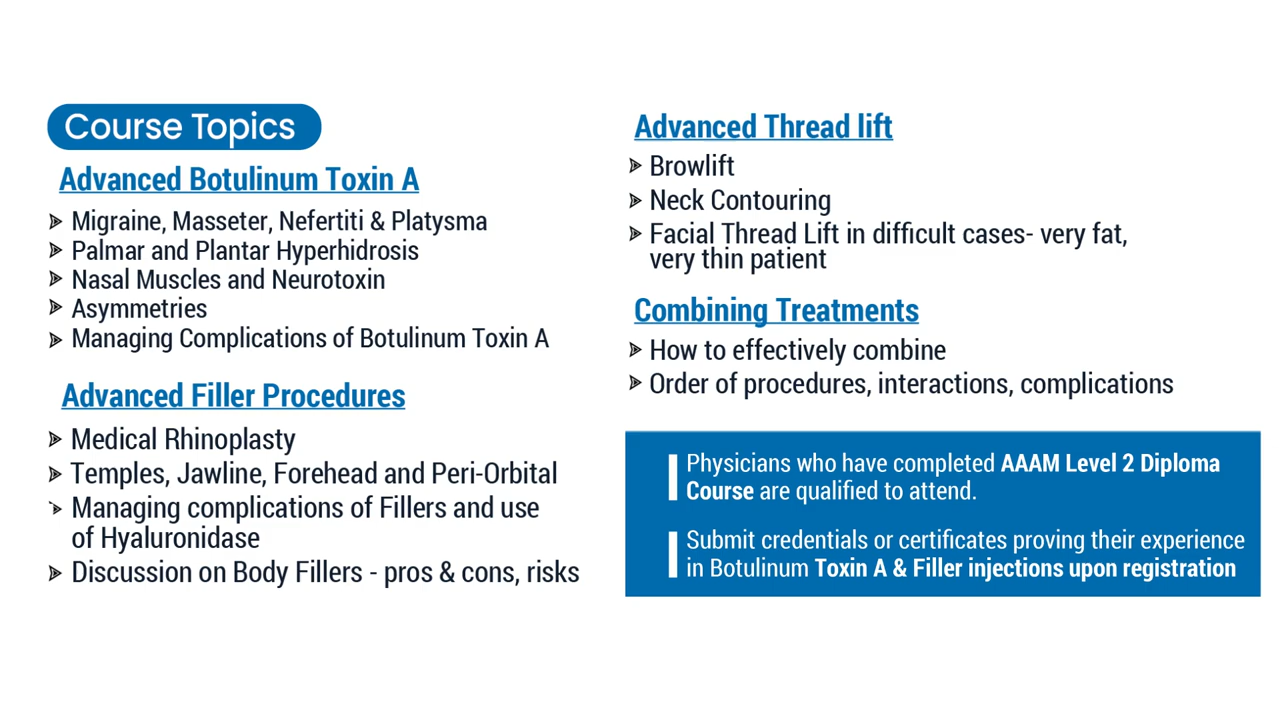 Course Topics
Advanced Botulinum Toxin A
Migraine, Masseter, Nefertiti & Platysma
Palmar and Plantar Hyperhidrosis
Nasal Muscles and Neurotoxin
Asymmetries
Managing Complications of Botulinum Toxin A
Advanced Filler Procedures
Medical Rhinoplasty
Temples, Jawline, Forehead and Peri-Orbital
Managing complications of Fillers and use
of Hyaluronidase
Discussion on Body Fillers - pros & cons, risks
Advanced Thread lift
Browlift
Neck Contouring
Facial Thread Lift in difficult cases- very fat,
very thin patient
Combining Treatments
How to effectively combine
Order of procedures, interactions, complications
Physicians who have completed AAAM Level 2 Diploma
Course are qualified to attend.
Submit credentials or certificates proving their experience
in Botulinum Toxin A & Filler injections upon registration